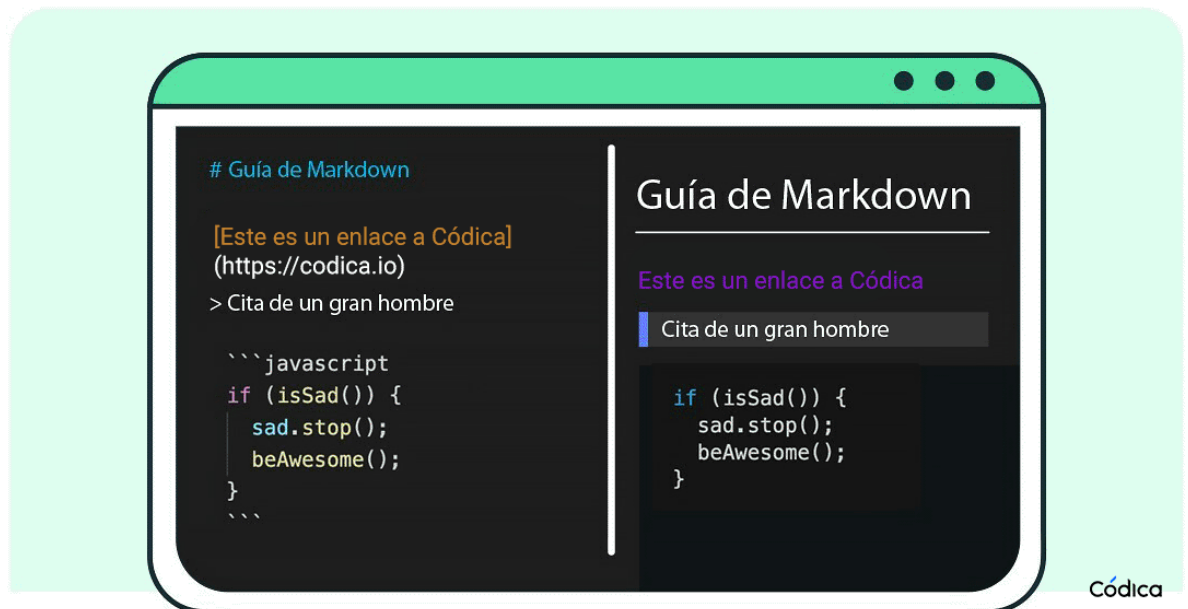 # Guía de Markdown
[Este es un enlace a Códica]
(https://codica.io)
> Cita de un gran hombre
```javascript
if (isSad()) {
  sad.stop();
  beAwesome();
}
```
Guía de Markdown
Este es un enlace a Códica
Cita de un gran hombre
if (isSad()) {
  sad.stop();
  beAwesome();
}
Códica